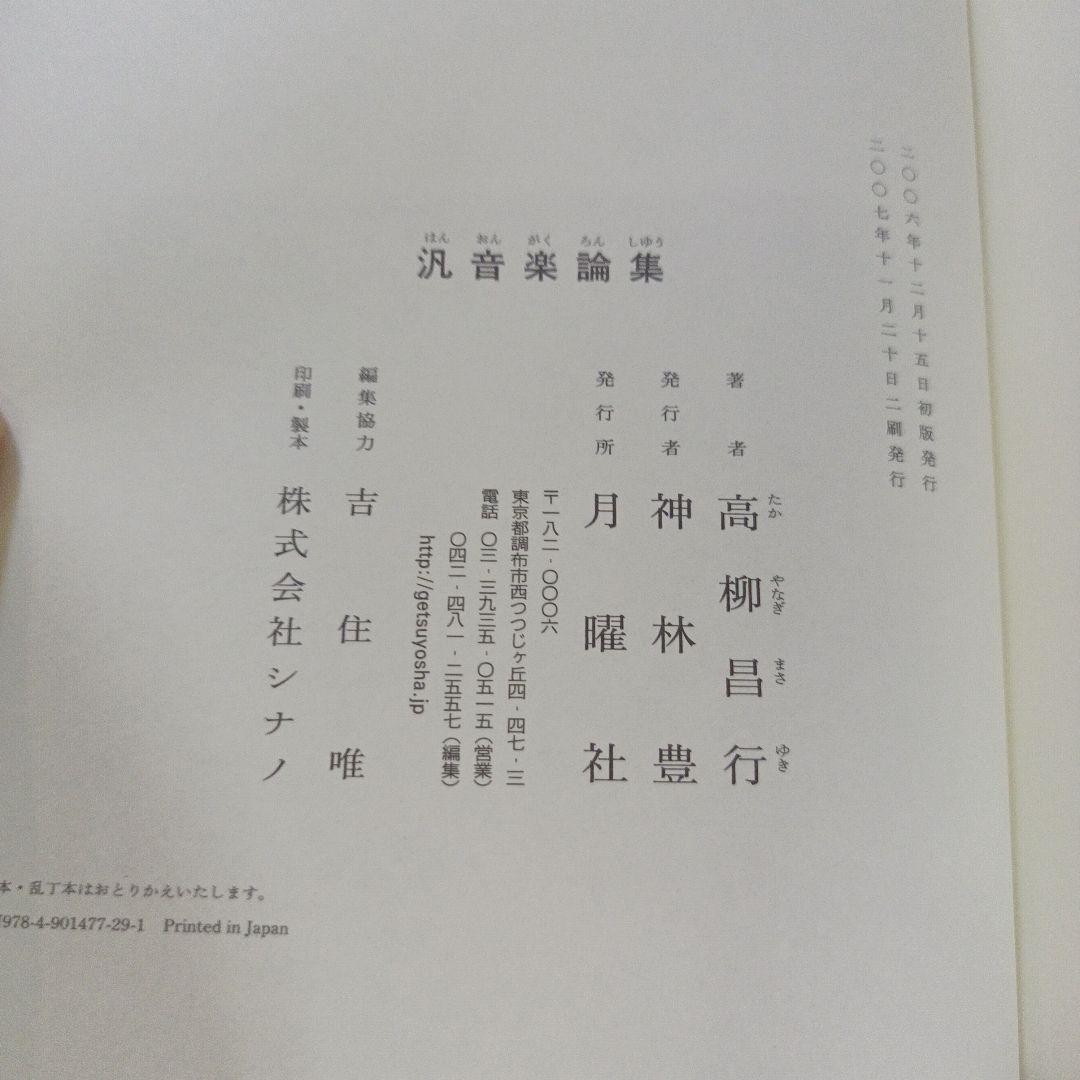 二〇〇六年十二月十五日初版発行
二〇〇七年十一月二十日二刷発行
はんおんがくろんしゅう
汎音楽論集
著者 高柳昌行
たかやなぎまさゆき
発行者 神林豊
発行所 月曜社
〒一八二-〇〇〇六
東京都調布市西つつじヶ丘四-四七-三
電話 〇三-三九三五-〇五一五(営業)
〇四二-四八一-二五五七(編集)
http://getsuyosha.jp
編集協力 吉住唯
印刷・製本 株式会社シナノ
本・乱丁本はおとりかえいたします。
978-4-901477-29-1 Printed in Japan